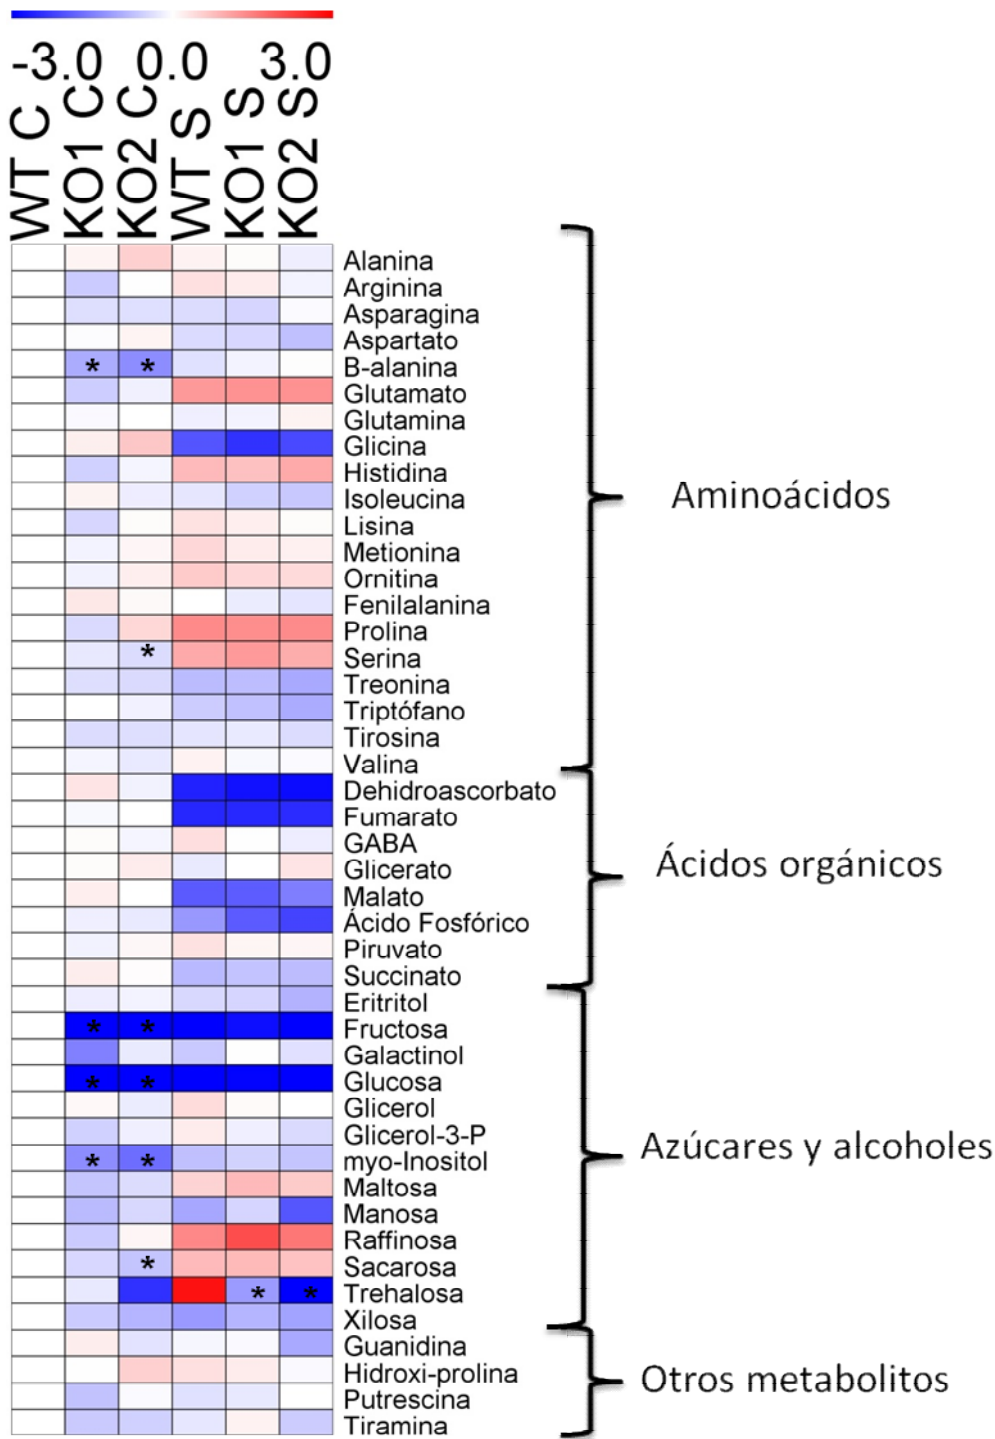 -3.0 0.0 3.0
WT C
KO1 C
KO2 C
WT S
KO1 S
KO2 S
Alanina
Arginina
Asparagina
Aspartato
* * B-alanina
Glutamato
Glutamina
Glicina
Histidina
Isoleucina
Lisina
Metionina
Ornitina
Fenilalanina
Prolina
* Serina
Treonina
Triptófano
Tirosina
Valina
Aminoácidos
Dehidroascorbato
Fumarato
GABA
Glicerato
Malato
Ácido Fosfórico
Piruvato
Succinato
Ácidos orgánicos
Eritritol
* * Fructosa
Galactinol
* * Glucosa
Glicerol
Glicerol-3-P
* * myo-Inositol
Maltosa
Manosa
Raffinosa
* Sacarosa
* * Trehalosa
Xilosa
Azúcares y alcoholes
Guanidina
Hidroxi-prolina
Putrescina
Tiramina
Otros metabolitos